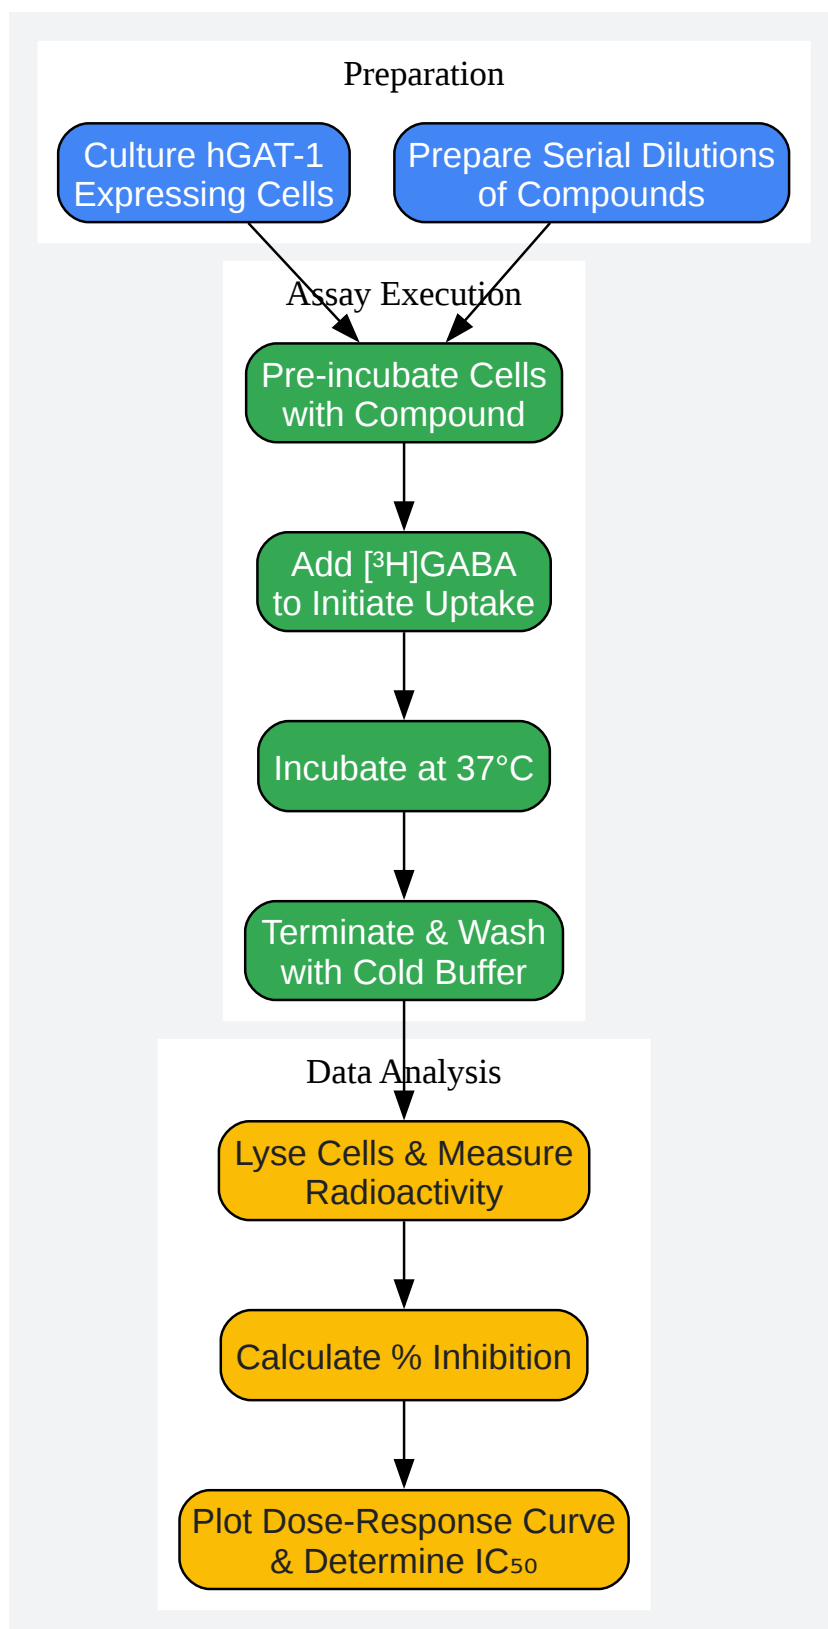 Preparation
Culture hGAT-1
Expressing Cells
Prepare Serial Dilutions
of Compounds
Assay Execution
Pre-incubate Cells
with Compound
Add [³H]GABA
to Initiate Uptake
Incubate at 37°C
Terminate & Wash
with Cold Buffer
Data Analysis
Lyse Cells & Measure
Radioactivity
Calculate % Inhibition
Plot Dose-Response Curve
& Determine IC₅₀